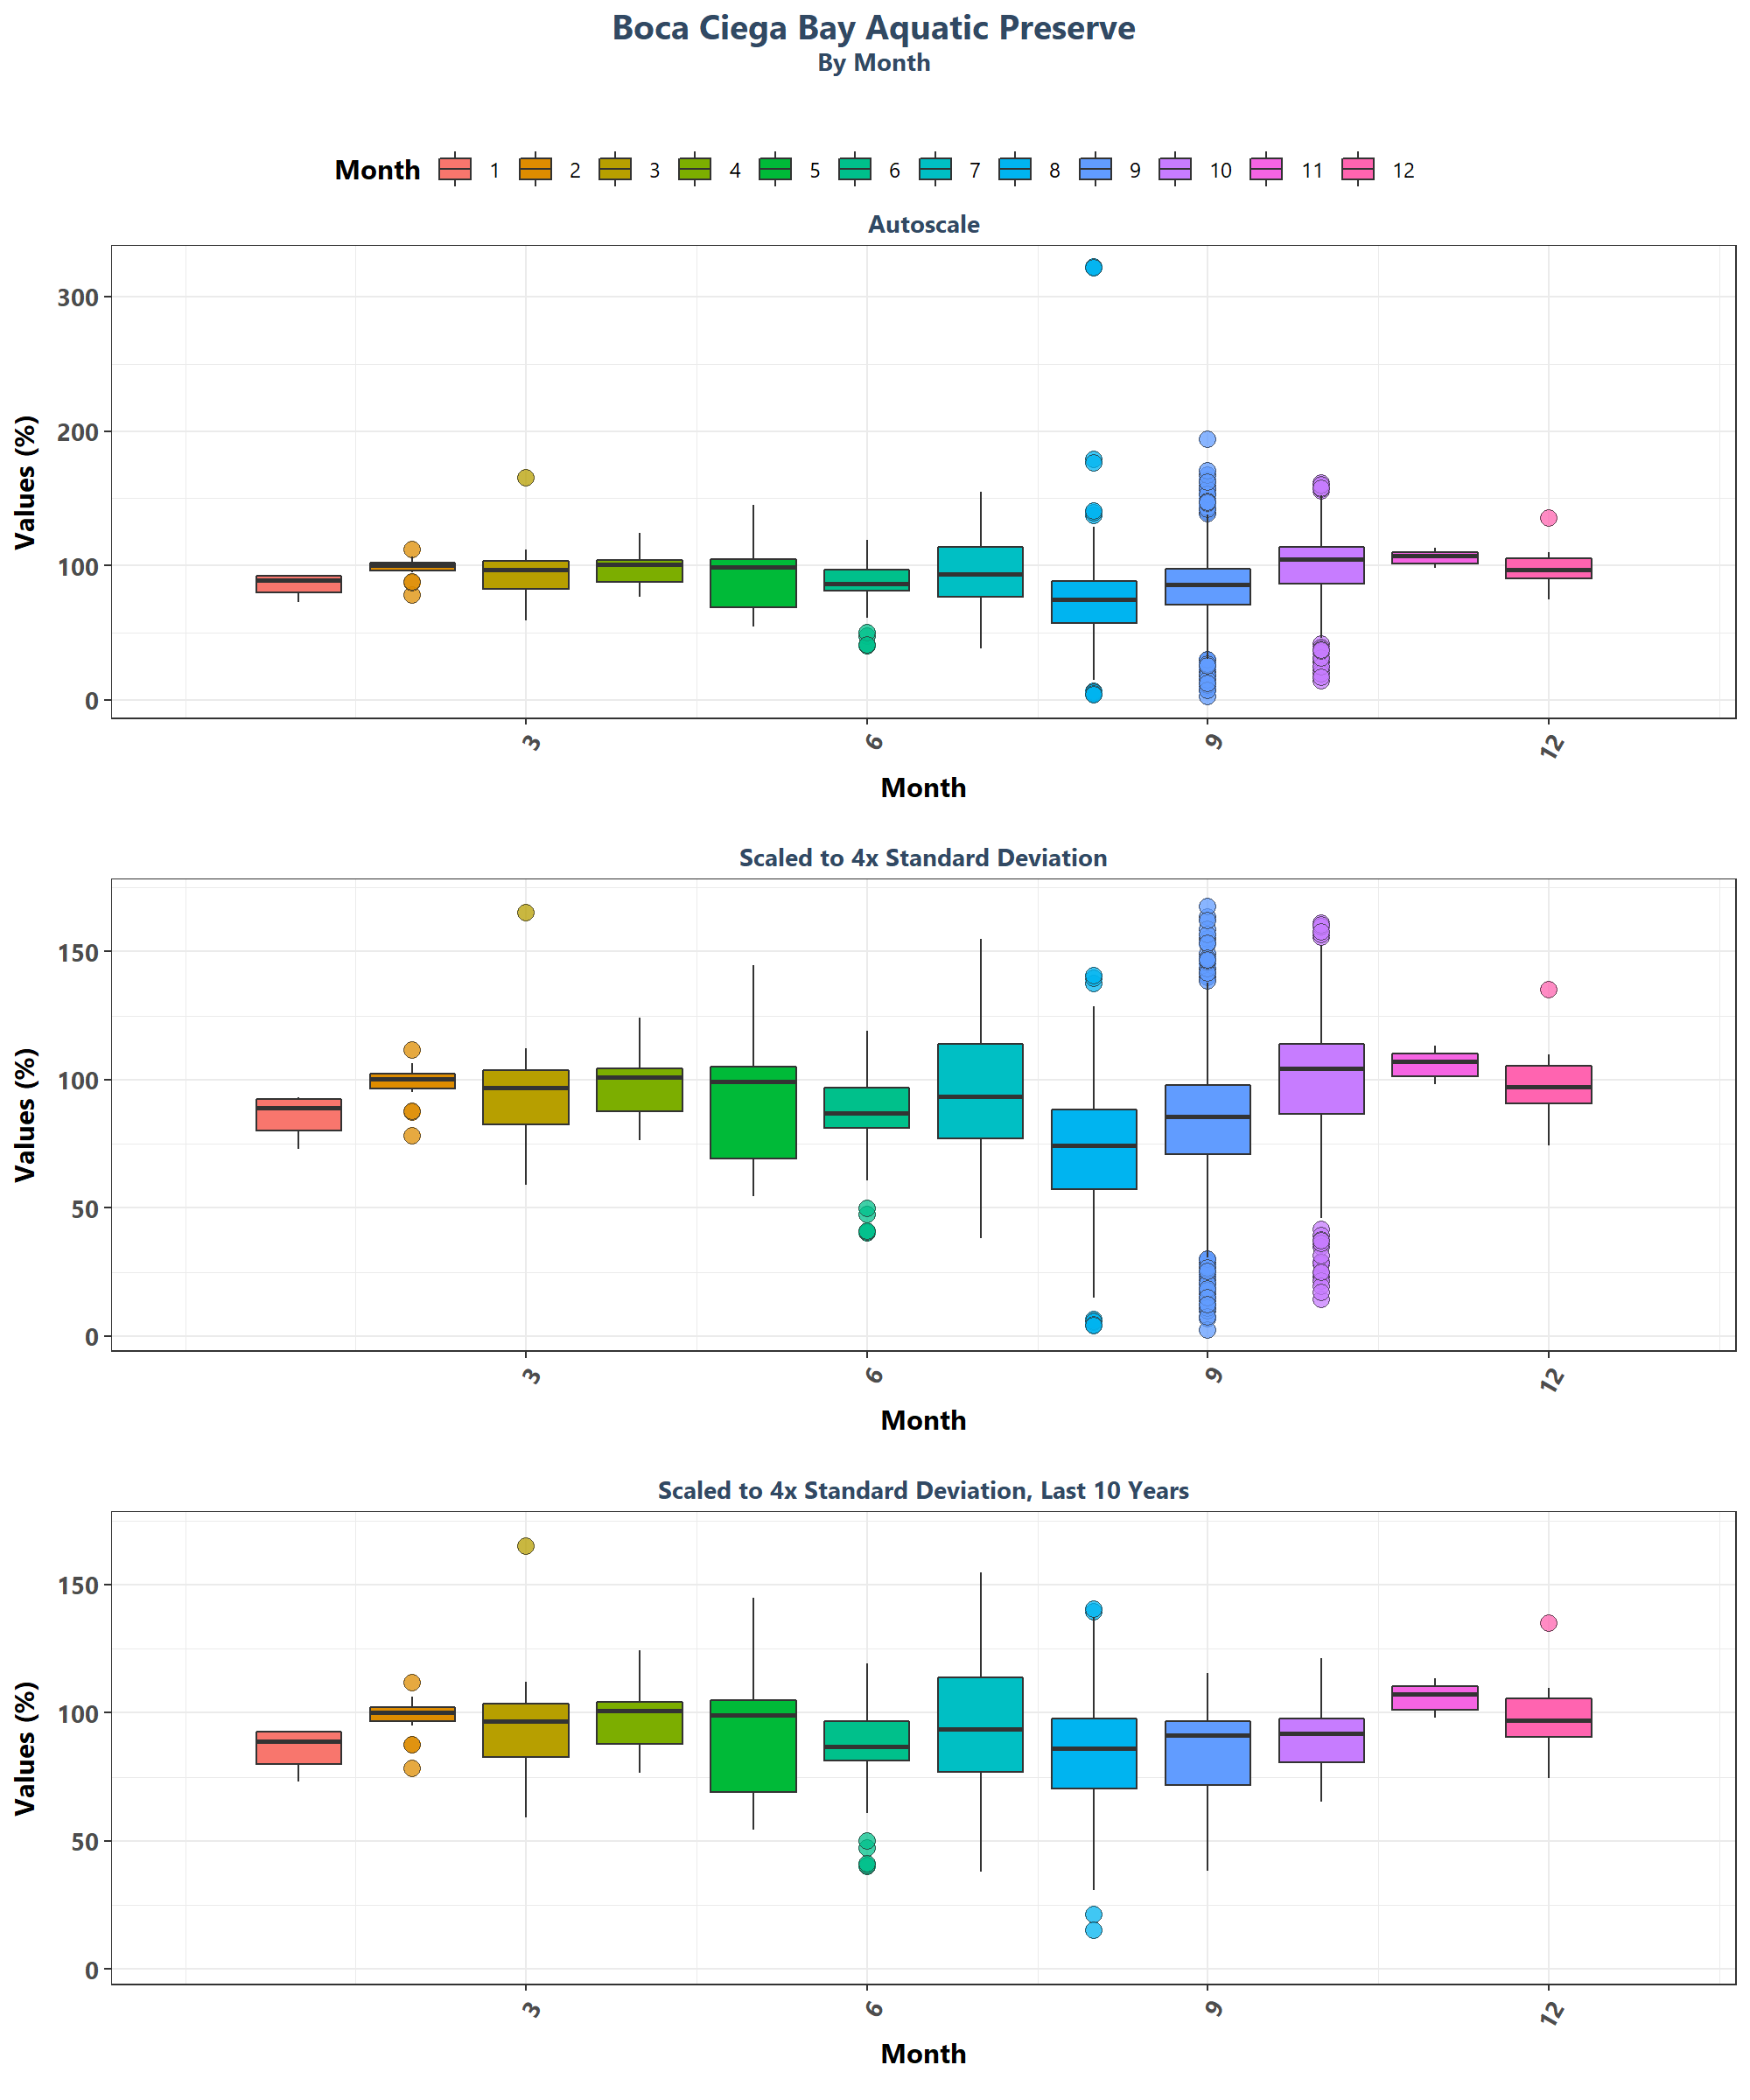 Boca Ciega Bay Aquatic Preserve
By Month
Month 1 2 3 4 5 6 7 8 9 10 11 12
Autoscale
Values (%)
300
200
100
0
3 6 9 12
Month
Scaled to 4x Standard Deviation
Values (%)
150
100
50
0
3 6 9 12
Month
Scaled to 4x Standard Deviation, Last 10 Years
Values (%)
150
100
50
0
3 6 9 12
Month